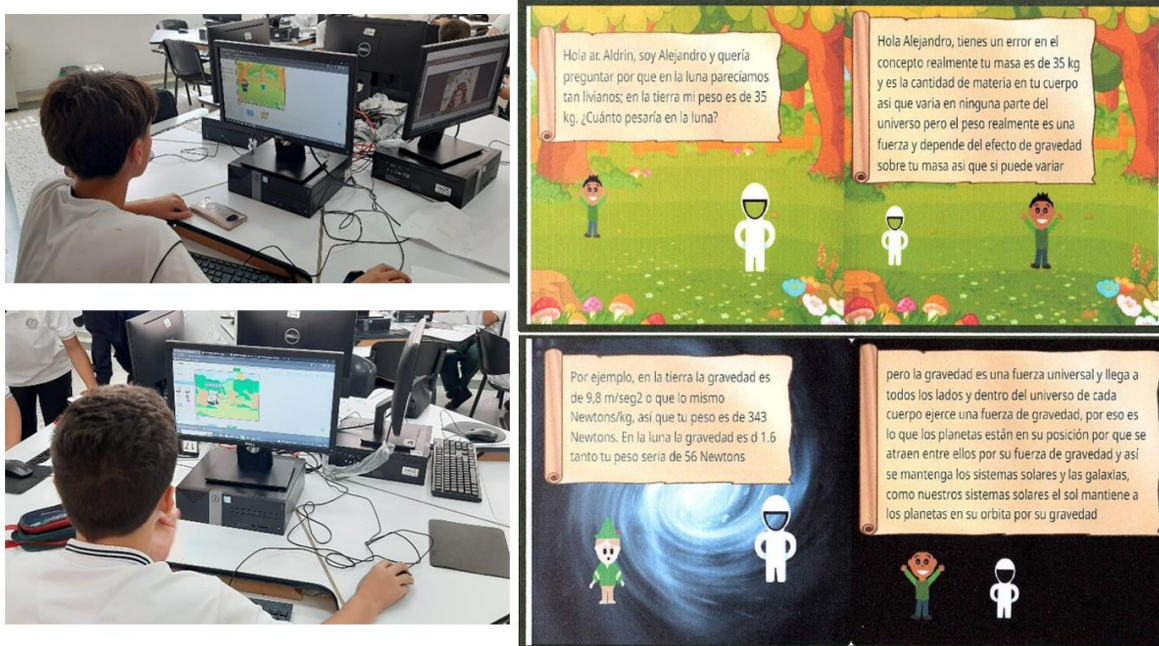 Hola ar. Aldrin, soy Alejandro y quería
preguntar por que en la luna parecíamos
tan livianos; en la tierra mi peso es de 35
kg, ¿Cuánto pesaría en la luna?
Hola Alejandro, tienes un error en el
concepto realmente tu masa es de 35 kg
y es la cantidad de materia en tu cuerpo
asi que varia en ninguna parte del
universo pero el peso realmente es una
fuerza y depende del efecto de gravedad
sobre tu masa asi que si puede variar
Por ejemplo, en la tierra la gravedad es
de 9,8 m/seg2 o que lo mismo
Newtons/kg, así que tu peso es de 343
Newtons. En la luna la gravedad es d 1.6
tanto tu peso seria de 56 Newtons
pero la gravedad es una fuerza universal y llega a
todos los lados y dentro del universo de cada
cuerpo ejerce una fuerza de gravedad, por eso es
lo que los planetas están en su posición por que se
atraen entre ellos por su fuerza de gravedad y así
se mantenga los sistemas solares y las galaxias,
como nuestros sistemas solares el sol mantiene a
los planetas en su orbita por su gravedad
DELL
DELL
17